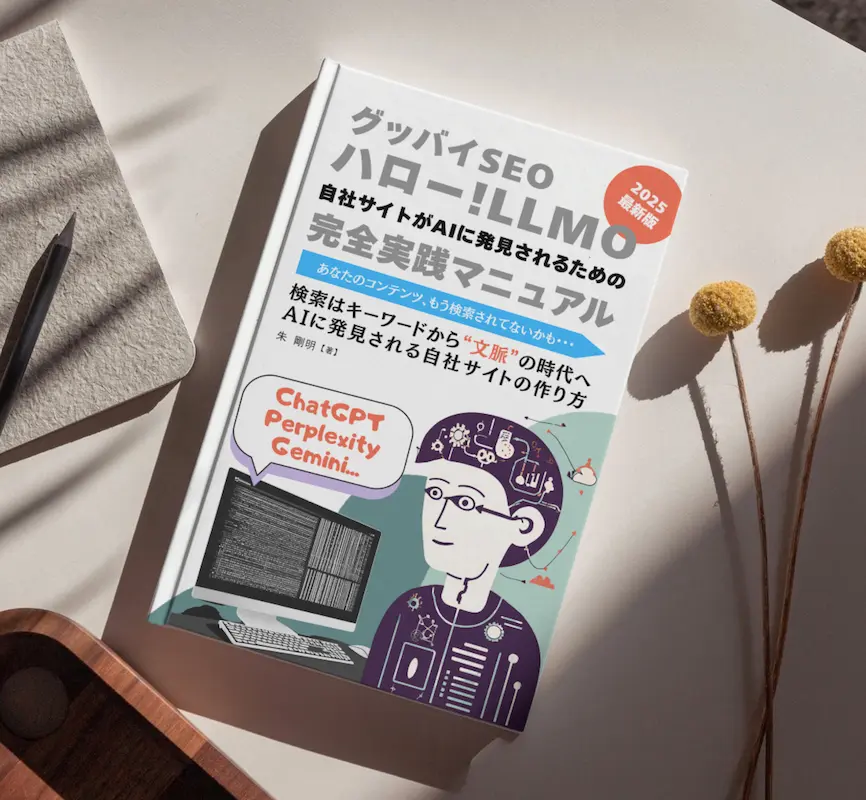 グッバイSEO
ハロー!LLMO
2025
最新版
自社サイトがAIに発見されるための
完全実践マニュアル
あなたのコンテンツ、もう検索されてないかも・・・
検索はキーワードから“文脈”の時代へ
AIに発見される自社サイトの作り方
朱 剛明【著】
ChatGPT
Perplexity
Gemini...